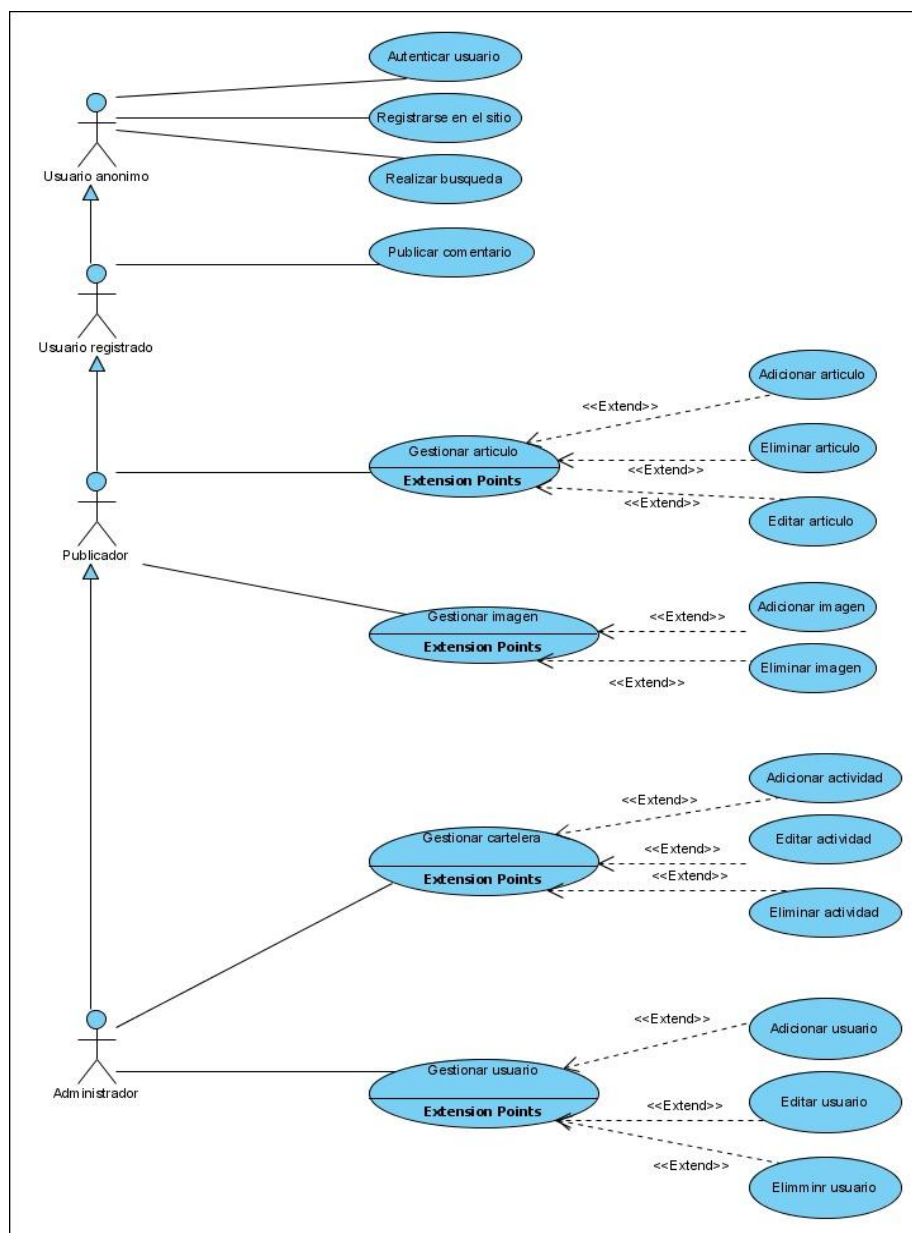 Autenticar usuario
Registrarse en el sitio
Usuario anonimo
Realizar busqueda
Publicar comentario
Usuario registrado
Adicionar articulo
<<Extend>>
Gestionar articulo
Eliminar articulo
Extension Points
<<Extend>>
<<Extend>>
Editar articulo
Publicador
Adicionar imagen
Gestionar imagen
<<Extend>>
Extension Points
Eliminar imagen
<<Extend>>
Adicionar actividad
<<Extend>>
Gestionar cartelera
Editar actividad
<<Extend>>
Extension Points
<<Extend>>
Eliminar actividad
<<Extend>>
Adicionar usuario
Gestionar usuario
Administrador
<<Extend>>
Editar usuario
Extension Points
<<Extend>>
Elimminr usuario